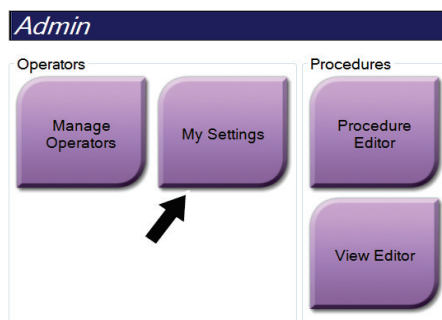 Admin
Operators
Manage
Operators
My Settings
Procedures
Procedure
Editor
View Editor